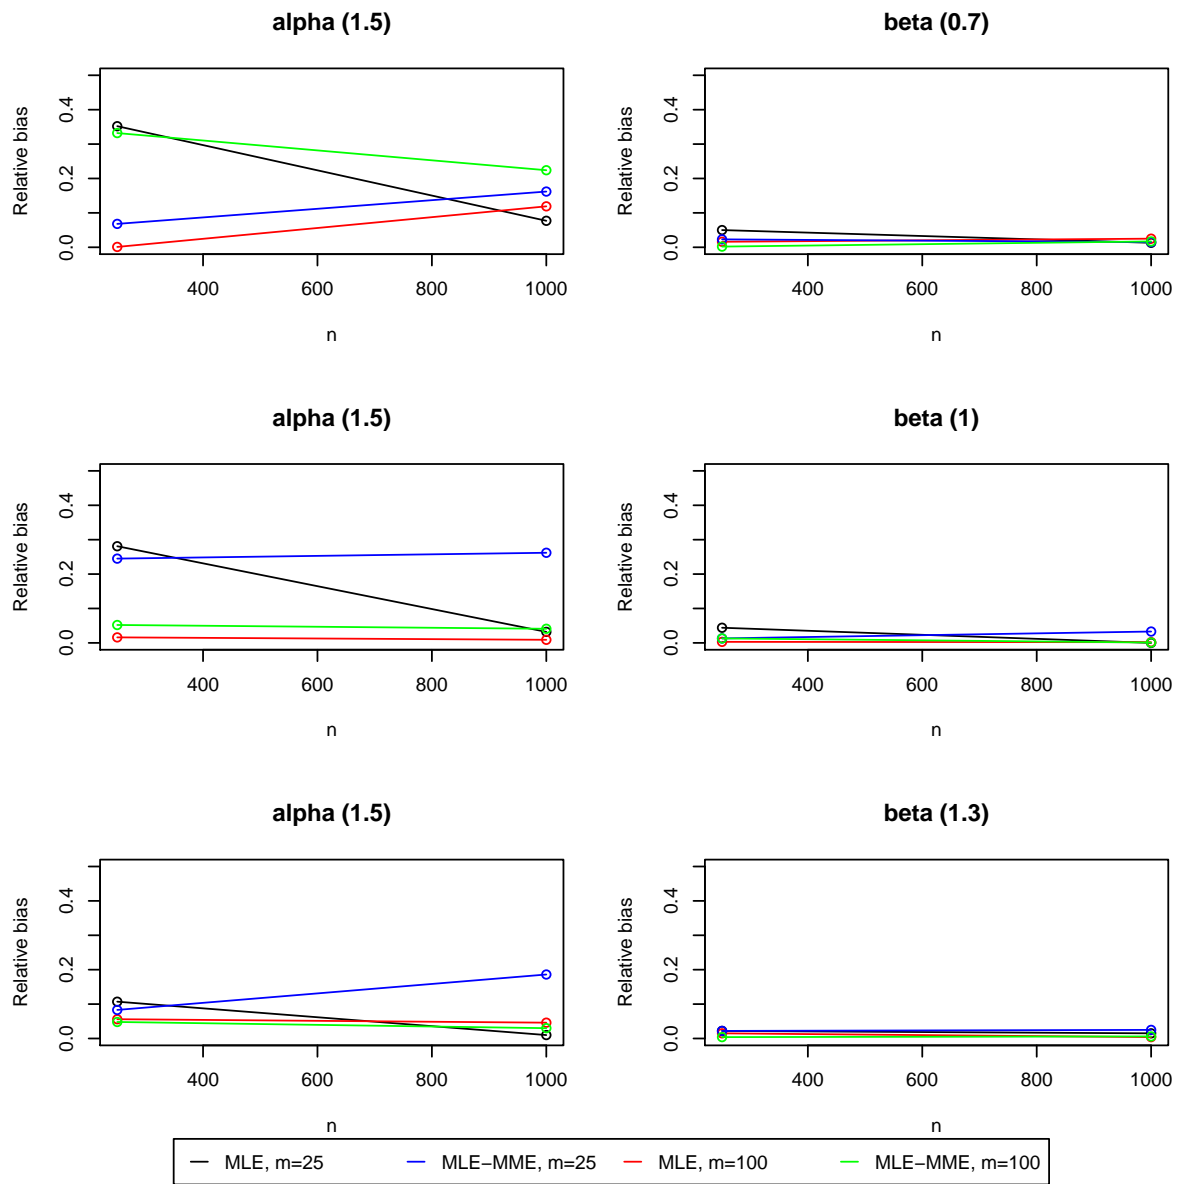 alpha (1.5)
Relative bias
0.0 0.2 0.4
400 600 800 1000
n
beta (0.7)
Relative bias
0.0 0.2 0.4
400 600 800 1000
n
alpha (1.5)
Relative bias
0.0 0.2 0.4
400 600 800 1000
n
beta (1)
Relative bias
0.0 0.2 0.4
400 600 800 1000
n
alpha (1.5)
Relative bias
0.0 0.2 0.4
400 600 800 1000
n
beta (1.3)
Relative bias
0.0 0.2 0.4
400 600 800 1000
n
MLE, m=25 MLE−MME, m=25 MLE, m=100 MLE−MME, m=100